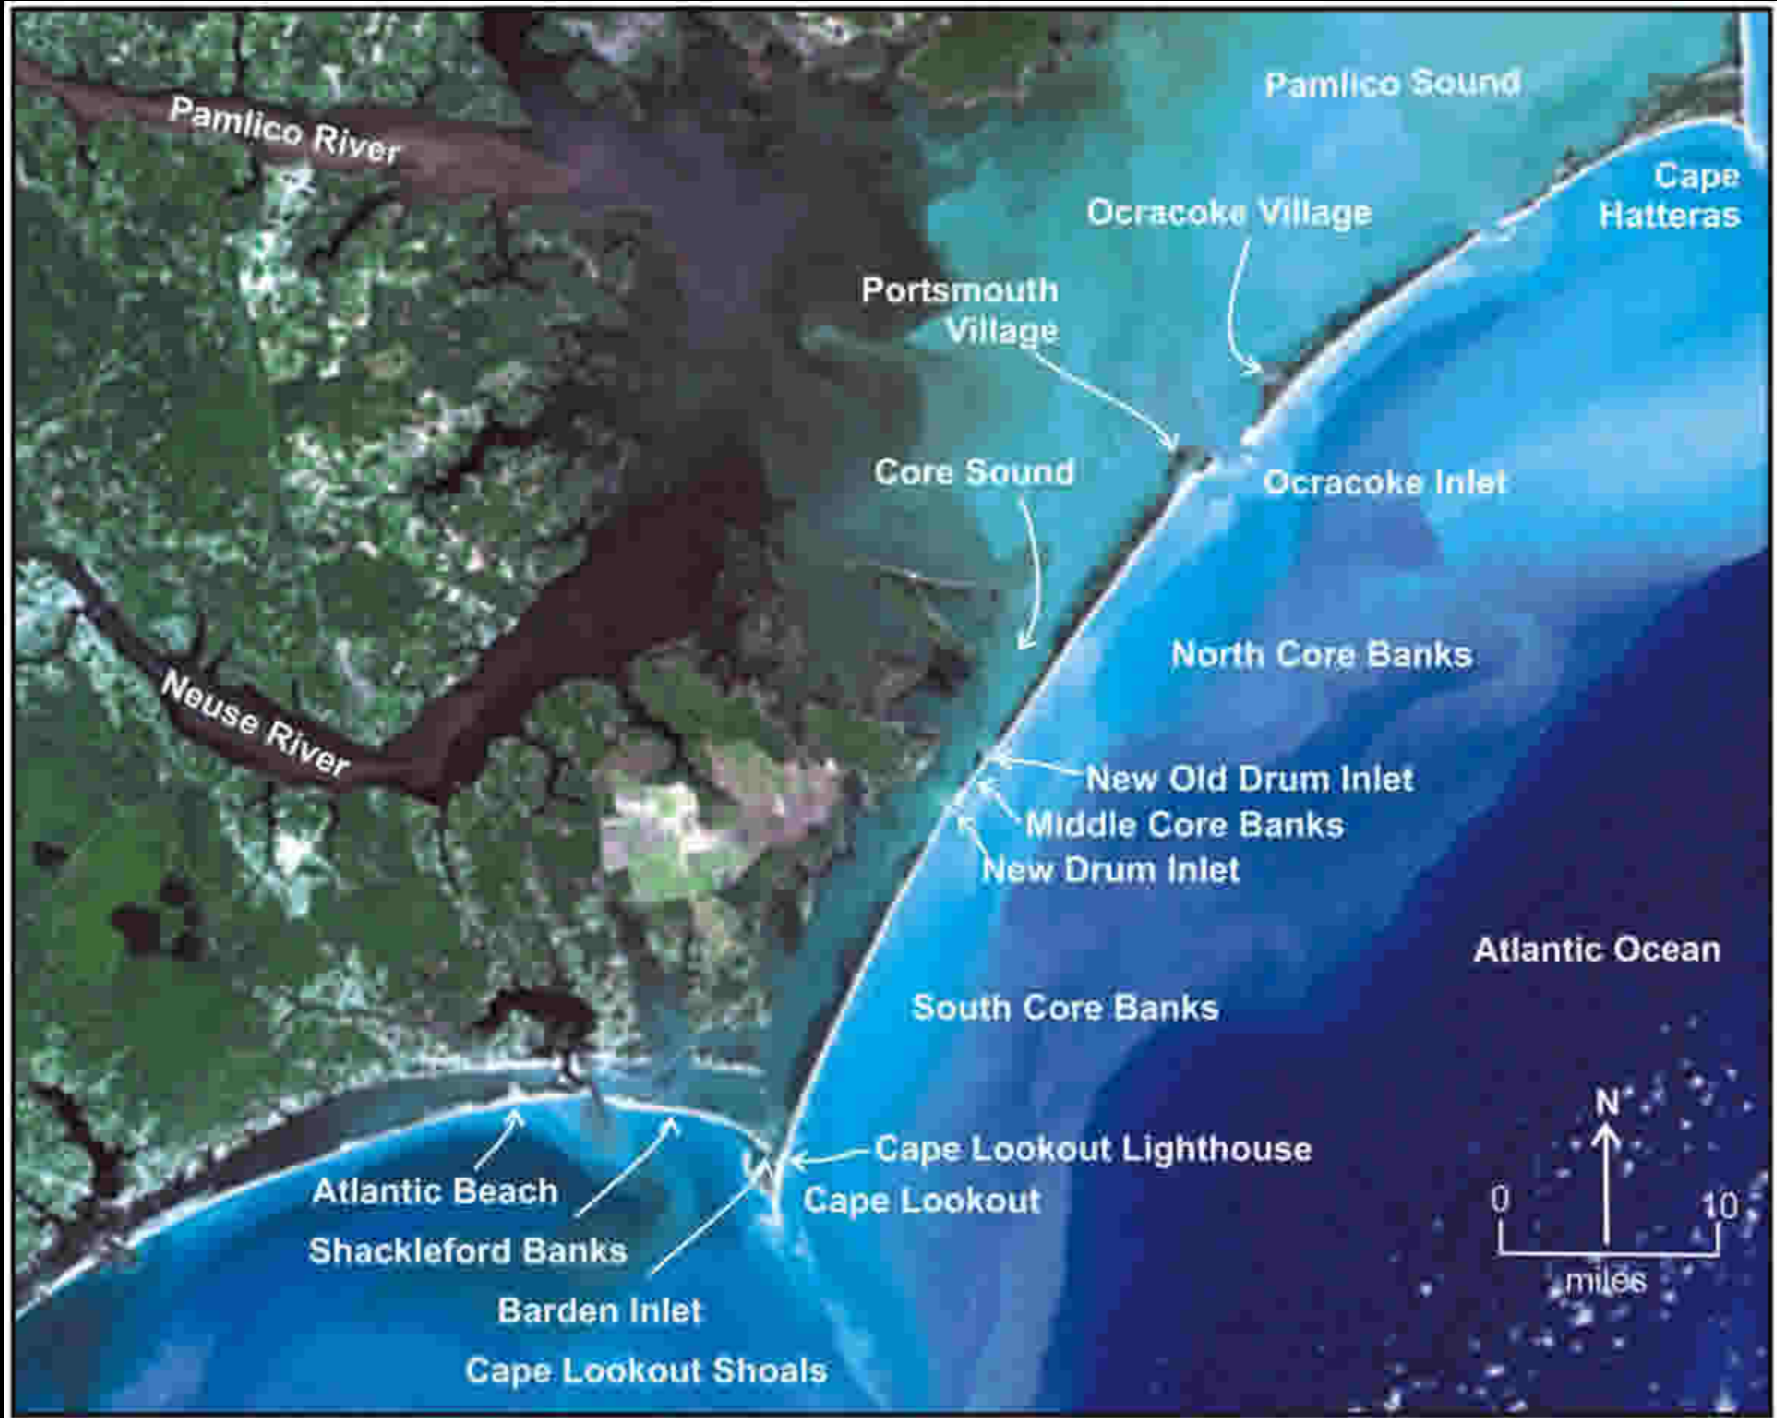 Pamlico Sound
Pamlico River
Cape
Hatteras
Ocracoke Village
Portsmouth
Village
Core Sound
Ocracoke Inlet
North Core Banks
Neuse River
New Old Drum Inlet
Middle Core Banks
New Drum Inlet
Atlantic Ocean
South Core Banks
N
Cape Lookout Lighthouse
Atlantic Beach
Cape Lookout
0 10
Shackleford Banks
miles
Barden Inlet
Cape Lookout Shoals